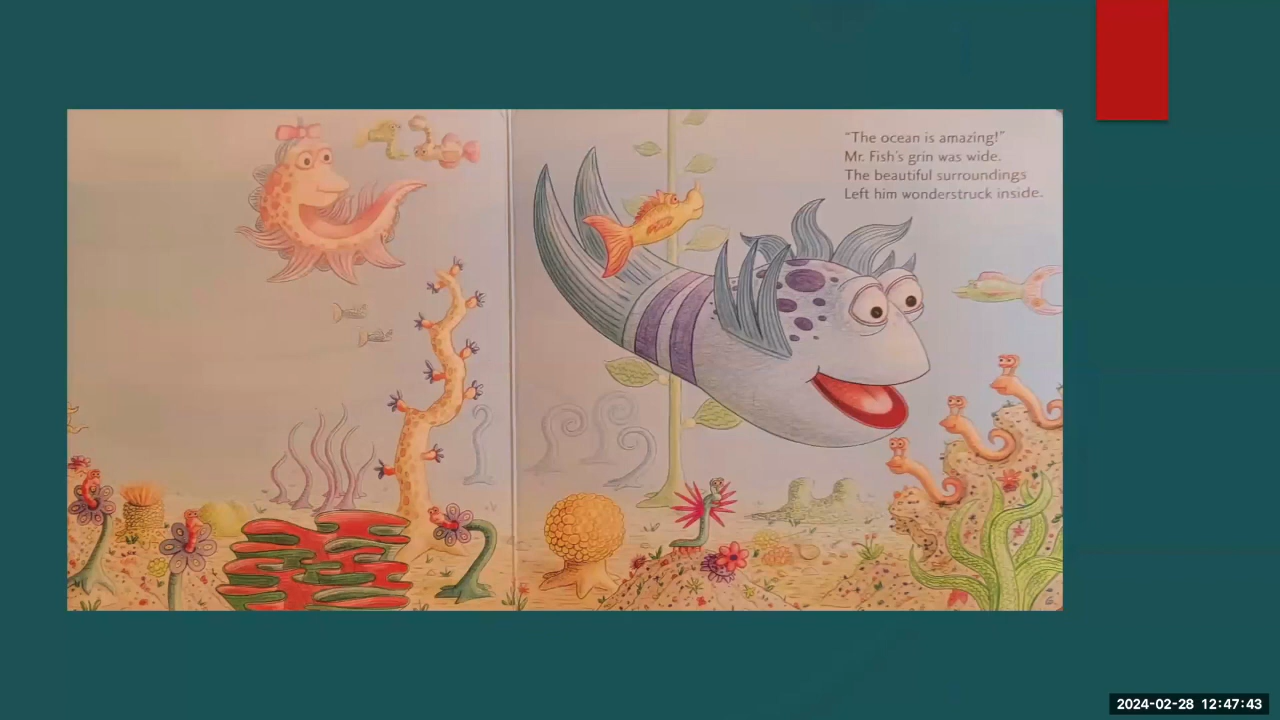 “The ocean is amazing!”
Mr. Fish’s grin was wide.
The beautiful surroundings
Left him wonderstruck inside.
2024-02-28 12:47:43